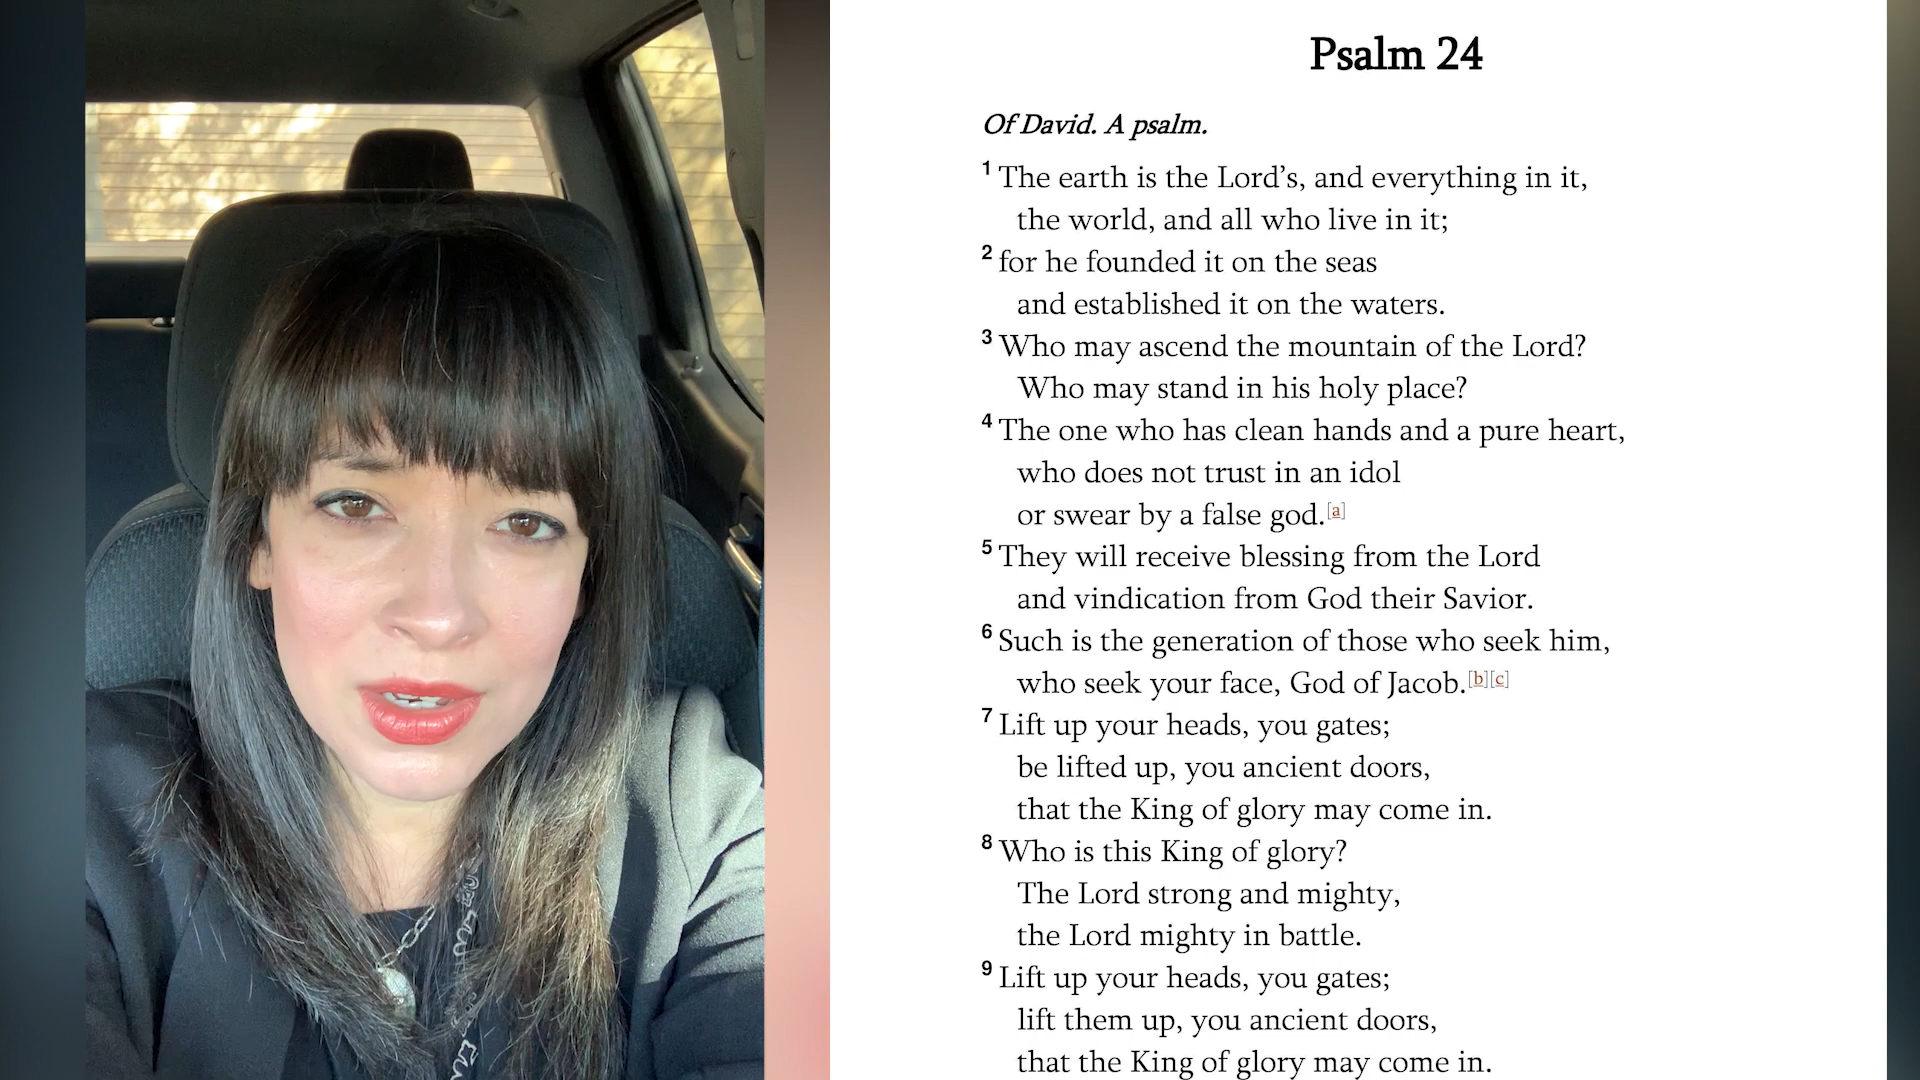 Psalm 24
Of David. A psalm.
1 The earth is the Lord’s, and everything in it,
the world, and all who live in it;
2 for he founded it on the seas
and established it on the waters.
3 Who may ascend the mountain of the Lord?
Who may stand in his holy place?
4 The one who has clean hands and a pure heart,
who does not trust in an idol
or swear by a false god.[a]
5 They will receive blessing from the Lord
and vindication from God their Savior.
6 Such is the generation of those who seek him,
who seek your face, God of Jacob.[b][c]
7 Lift up your heads, you gates;
be lifted up, you ancient doors,
that the King of glory may come in.
8 Who is this King of glory?
The Lord strong and mighty,
the Lord mighty in battle.
9 Lift up your heads, you gates;
lift them up, you ancient doors,
that the King of glory may come in.